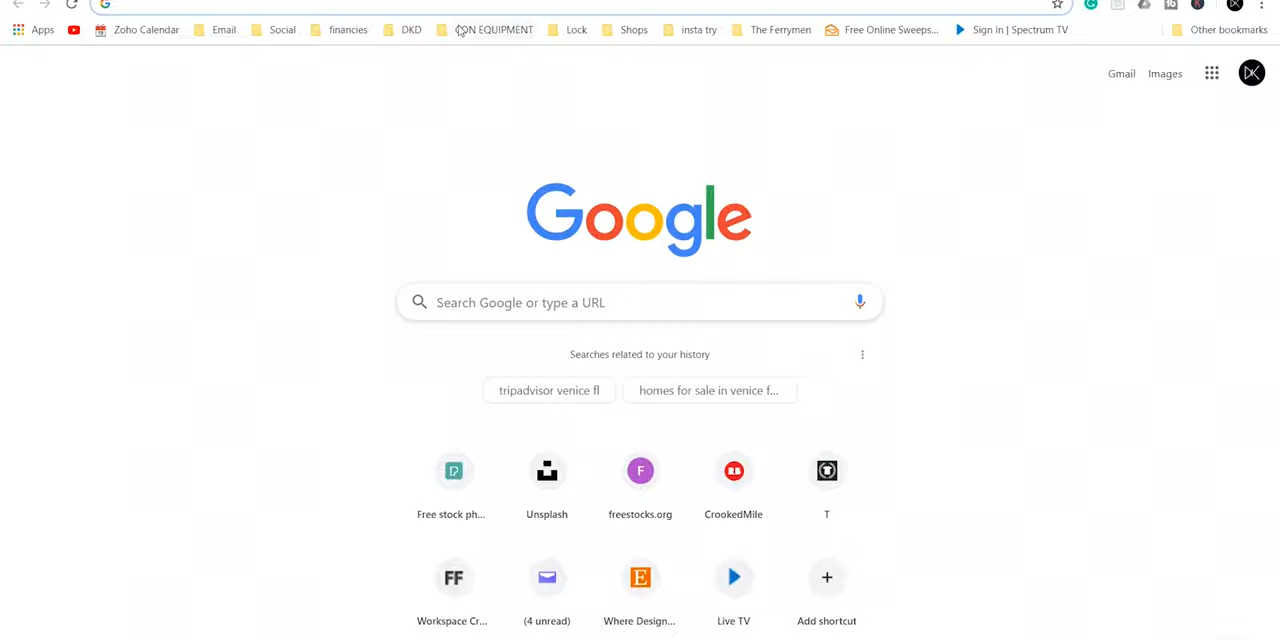 Apps Zoho Calendar Email Social financies DKD EQUIPMENT Lock Shops insta try The Ferrymen Free Online Sweeps... Sign In | Spectrum TV Other bookmarks
Gmail Images
Google
Search Google or type a URL
Searches related to your history
tripadvisor venice fl homes for sale in venice f...
F RB T
Free stock ph... Unsplash freestocks.org CrookedMile T
FF E
Workspace Cr... (4 unread) Where Design... Live TV Add shortcut